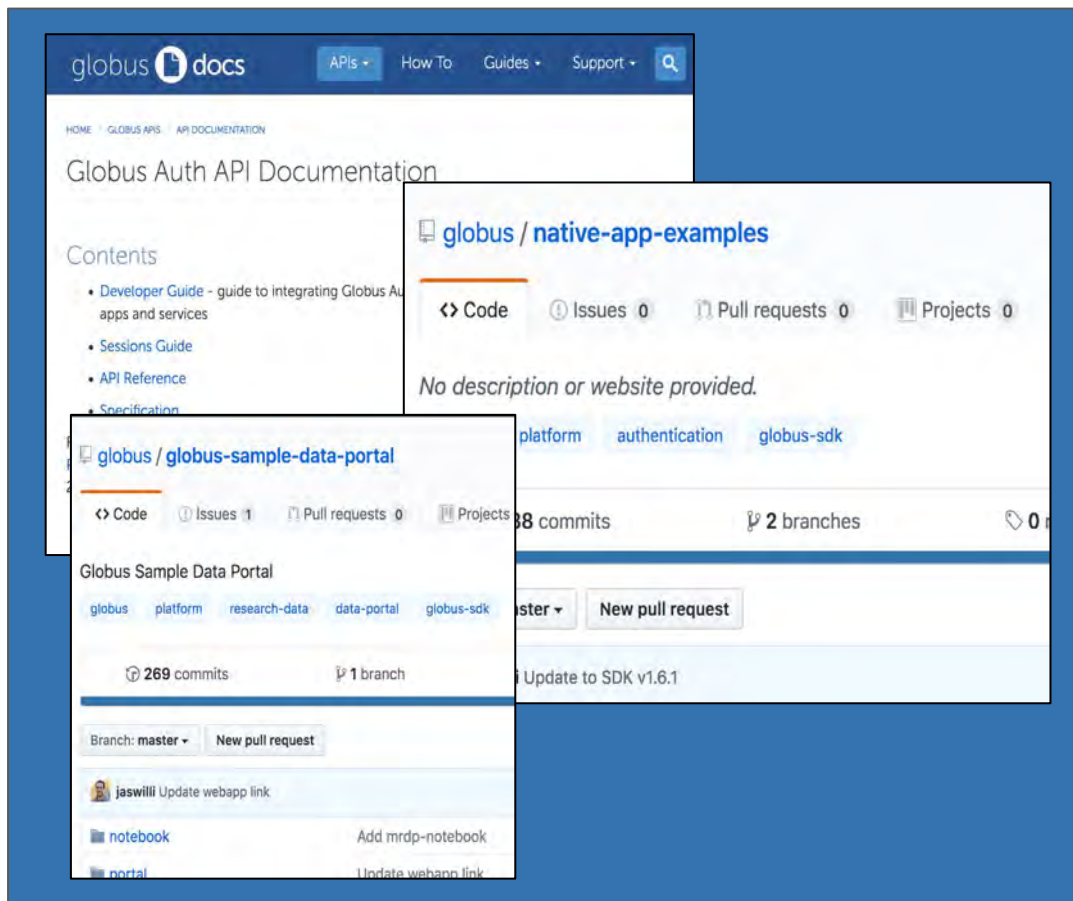 globus docs APIs How To Guides Support
HOME GLOBUS APIS API DOCUMENTATION
Globus Auth API Documentation
Contents
• Developer Guide - guide to integrating Globus Au
apps and services
• Sessions Guide
• API Reference
• Specification
globus / native-app-examples
<> Code Issues 0 Pull requests 0 Projects 0
No description or website provided.
platform authentication globus-sdk
38 commits 2 branches 0
New pull request
Update to SDK v1.6.1
globus / globus-sample-data-portal
<> Code Issues 1 Pull requests 0 Projects
Globus Sample Data Portal
globus platform research-data data-portal globus-sdk
269 commits 1 branch
Branch: master New pull request
jaswilli Update webapp link
notebook Add mrdp-notebook
portal Update webapp link